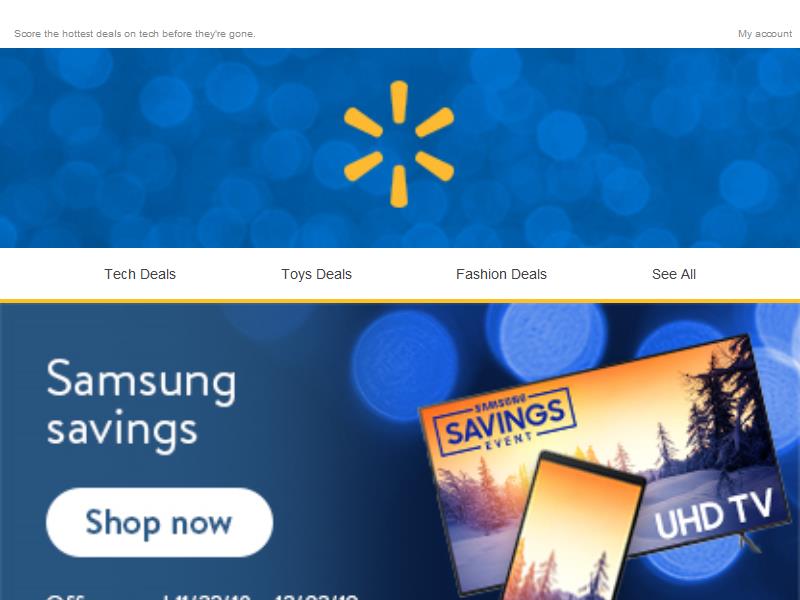 Score the hottest deals on tech before they're gone.
My account
Tech Deals
Toys Deals
Fashion Deals
See All
Samsung
savings
SAMSUNG
SAVINGS
EVENT
Shop now
UHD TV